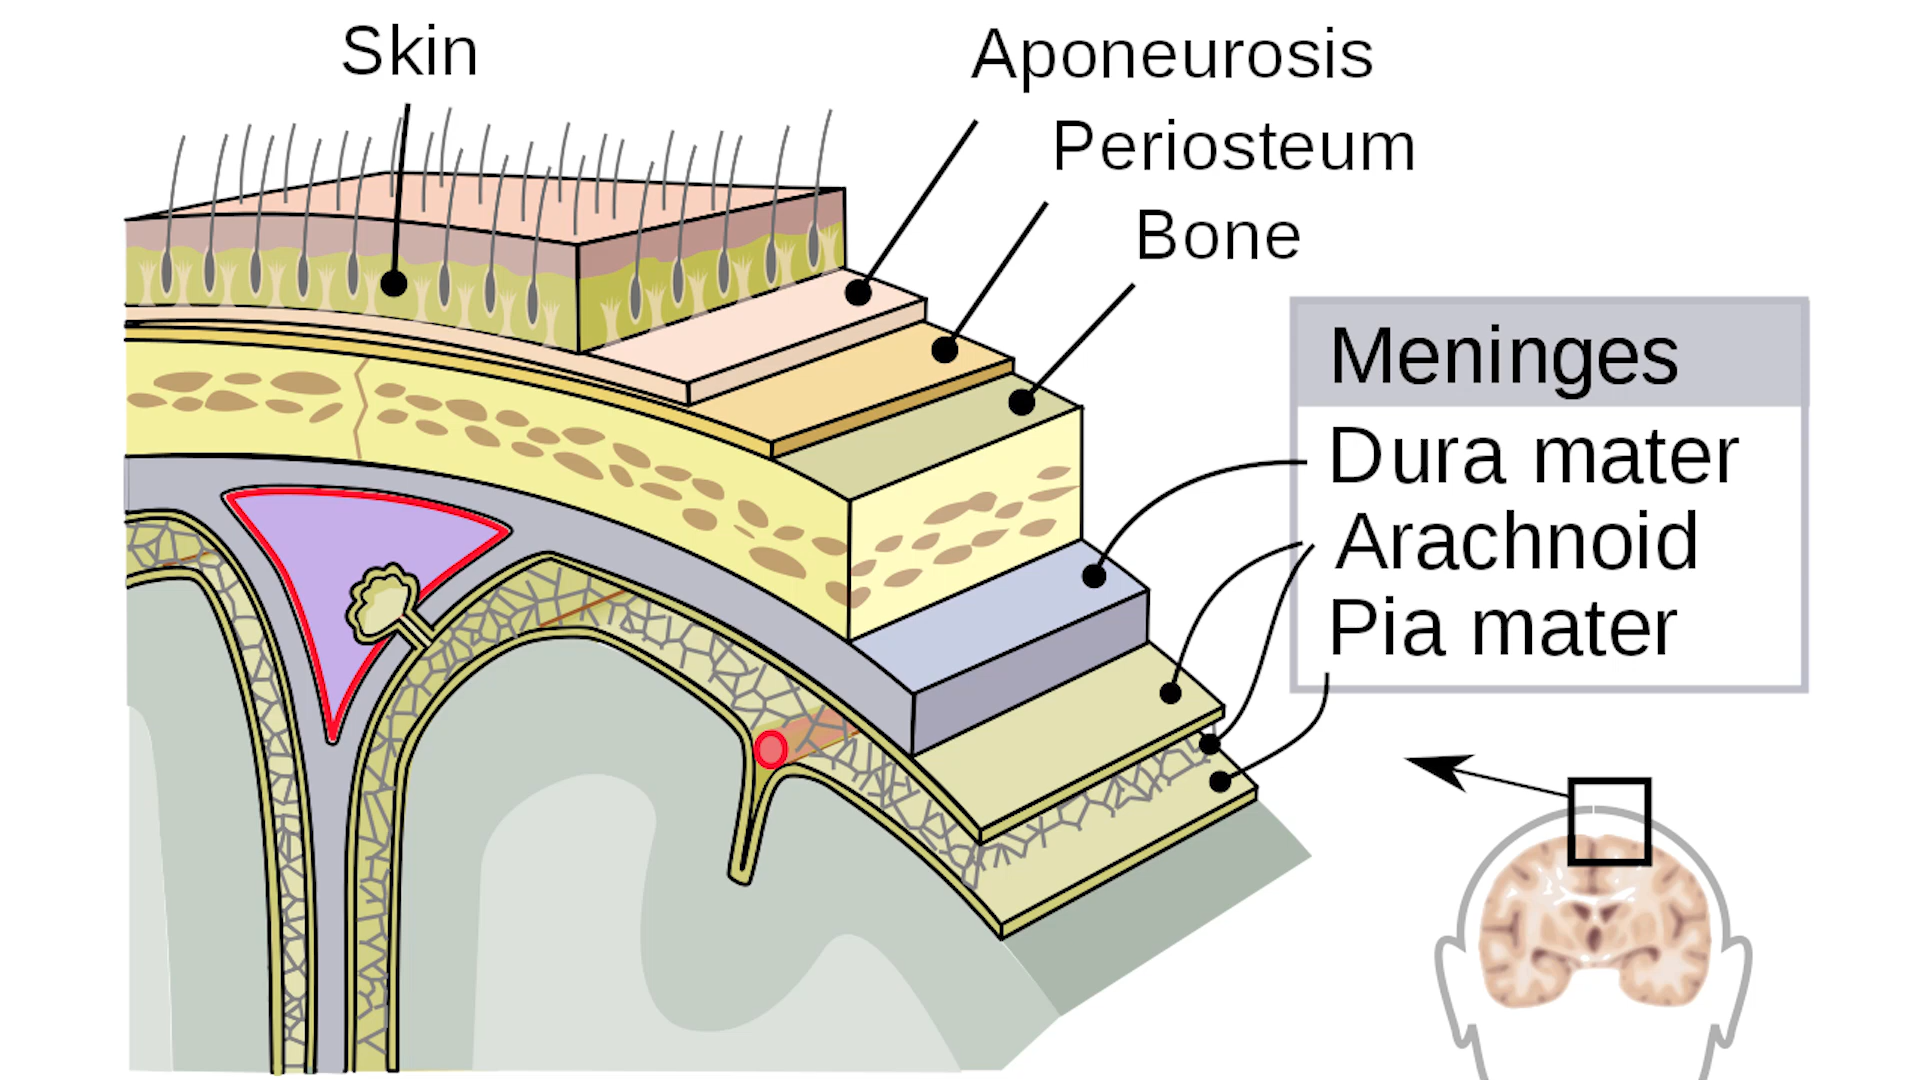 Skin
Aponeurosis
Periosteum
Bone
Meninges
Dura mater
Arachnoid
Pia mater